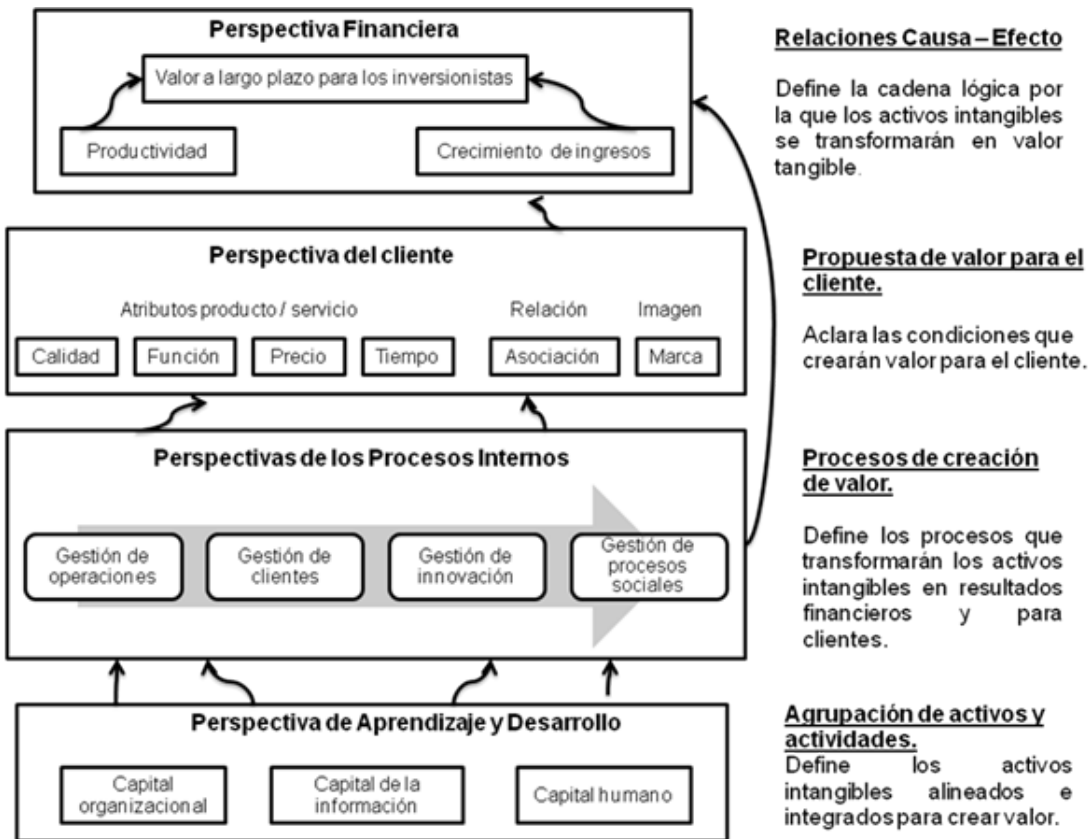 Perspectiva Financiera
Valor a largo plazo para los inversionistas
Productividad
Crecimiento de ingresos
Relaciones Causa – Efecto
Define la cadena lógica por
la que los activos intangibles
se transformarán en valor
tangible.
Perspectiva del cliente
Atributos producto / servicio
Relación
Imagen
Calidad
Función
Precio
Tiempo
Asociación
Marca
Propuesta de valor para el
cliente.
Aclara las condiciones que
crearán valor para el cliente.
Perspectivas de los Procesos Internos
Gestión de
operaciones
Gestión de
clientes
Gestión de
innovación
Gestión de
procesos
sociales
Procesos de creación
de valor.
Define los procesos que
transformarán los activos
intangibles en resultados
financieros y para
clientes.
Perspectiva de Aprendizaje y Desarrollo
Capital
organizacional
Capital de la
información
Capital humano
Agrupación de activos y
actividades.
Define los activos
intangibles alineados e
integrados para crear valor.